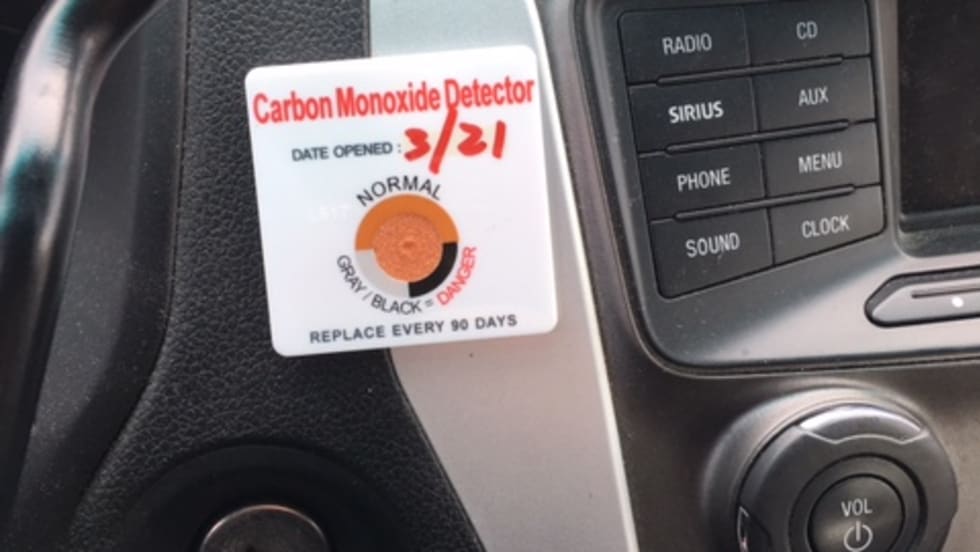 Carbon Monoxide Detector
DATE OPENED : 3/21
NORMAL
GRAY / BLACK = DANGER
REPLACE EVERY 90 DAYS
RADIO
CD
SIRIUS
AUX
PHONE
MENU
SOUND
CLOCK
VOL